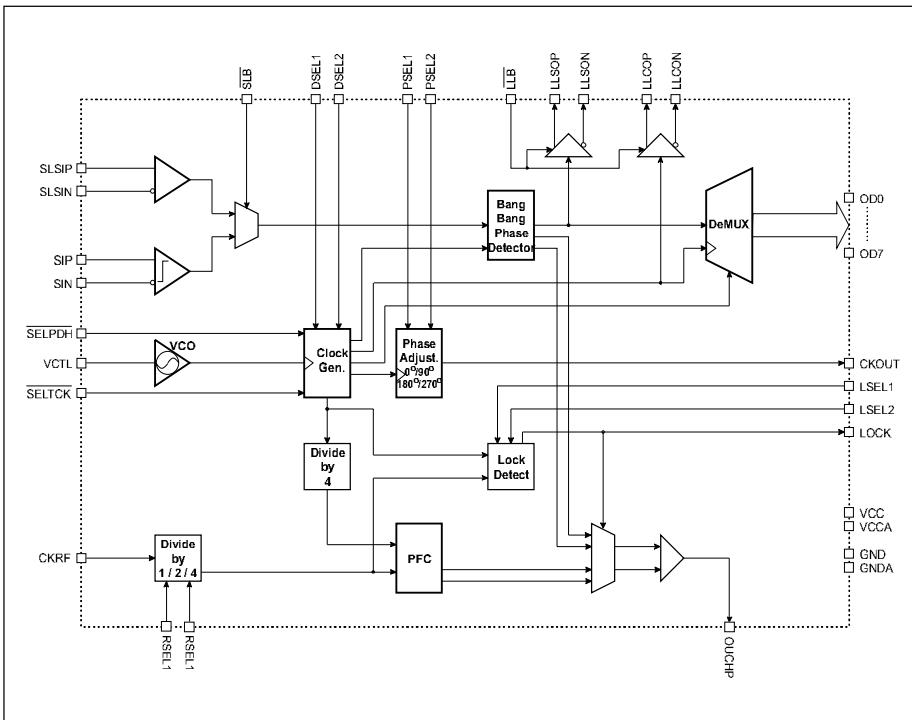 SLB
DSEL1
DSEL2
PSEL1
PSEL2
LLB
LLSOP
LLSON
LLCOP
LLCON
SLSIP
SLSIN
SIP
SIN
SELPDH
VCTL
SELTCK
CKRF
RSEL1
RSEL1
VCO
Clock
Gen.
Bang
Bang
Phase
Detector
Phase
Adjust.
0°/90°
180°/270°
DeMUX
Divide
by
4
Lock
Detect
Divide
by
1 / 2 / 4
PFC
OD0
OD7
CKOUT
LSEL1
LSEL2
LOCK
VCC
VCCA
GND
GNDA
OUCHP